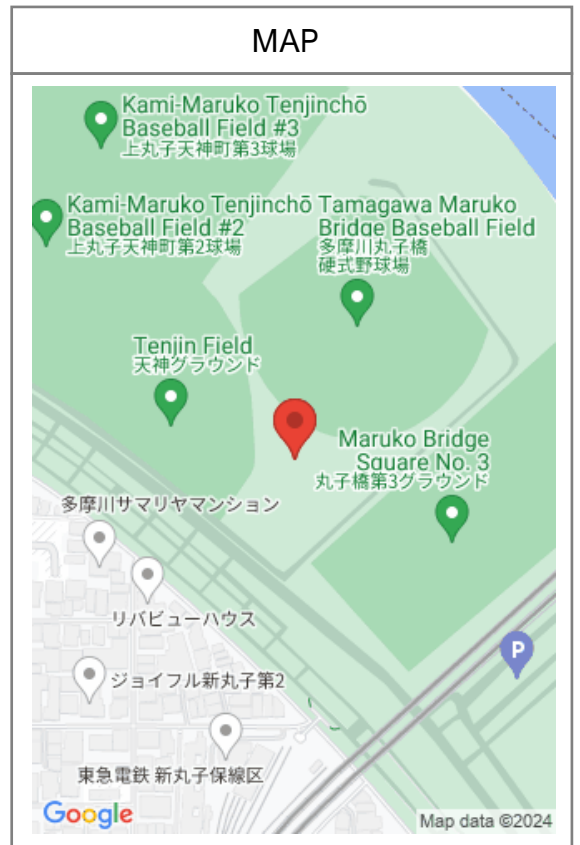 MAP
Kami-Maruko Tenjinchō
Baseball Field #3
上丸子天神町第3球場
Kami-Maruko Tenjinchō
Baseball Field #2
上丸子天神町第2球場
Tamagawa Maruko
Bridge Baseball Field
多摩川丸子橋
硬式野球場
Tenjin Field
天神グラウンド
Maruko Bridge
Square No. 3
丸子橋第3グラウンド
多摩川サマリヤマンション
リバビューハウス
P
ジョイフル新丸子第2
東急電鉄 新丸子保線区
Google
Map data ©2024